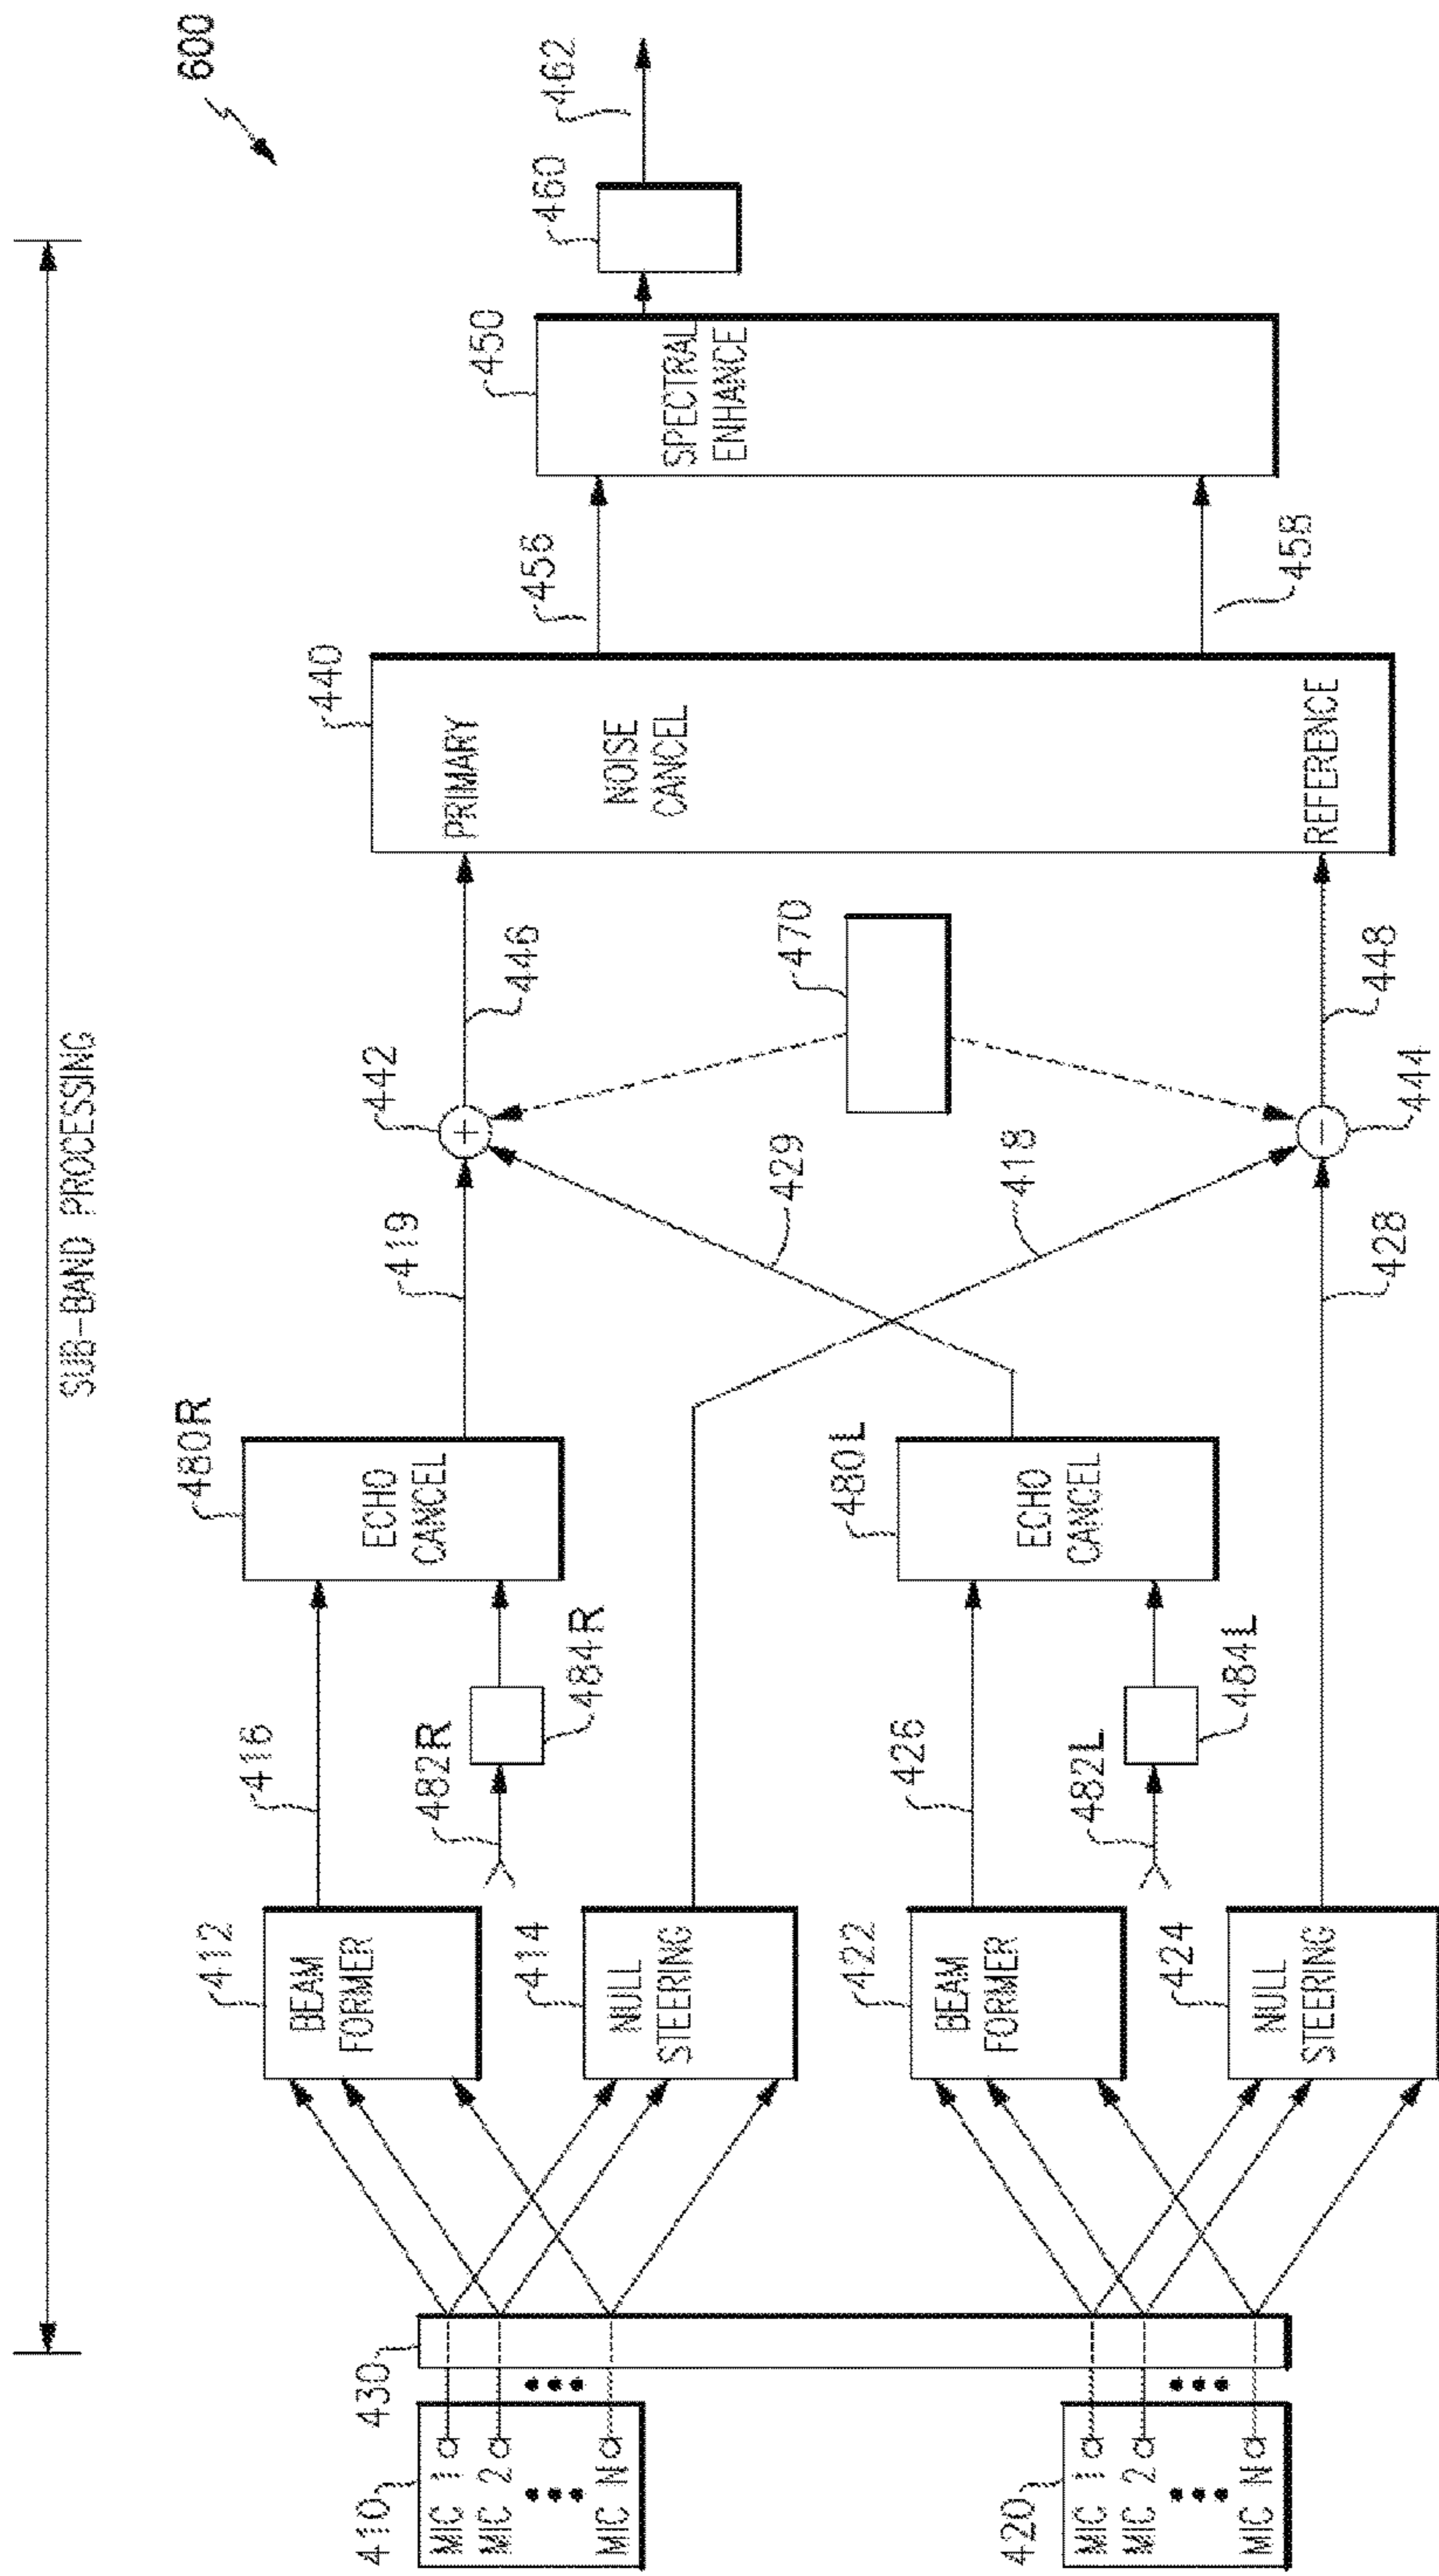 600
SUB-BAND PROCESSING
410
MIC 1
MIC 2
MIC N
430
420
MIC 1
MIC 2
MIC N
412
BEAM
FORMER
416
414
NULL
STEERING
422
BEAM
FORMER
426
424
NULL
STEERING
482R
484R
480R
ECHO
CANCEL
482L
484L
480L
ECHO
CANCEL
419
429
418
428
442
+
446
470
444
-
448
440
PRIMARY
NOISE
CANCEL
REFERENCE
456
458
450
SPECTRAL
ENHANCE
460
462